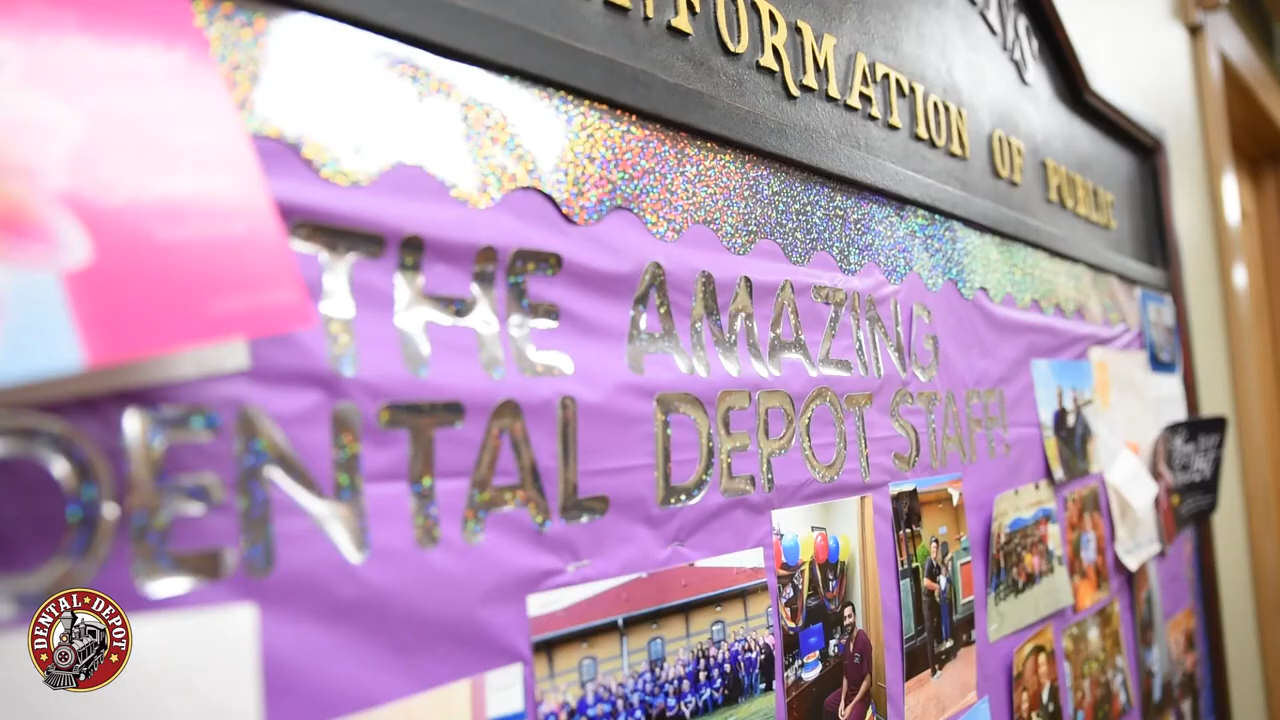 INFORMATION OF PUBLIC
THE AMAZING
DENTAL DEPOT STAFF!
DENTAL DEPOT